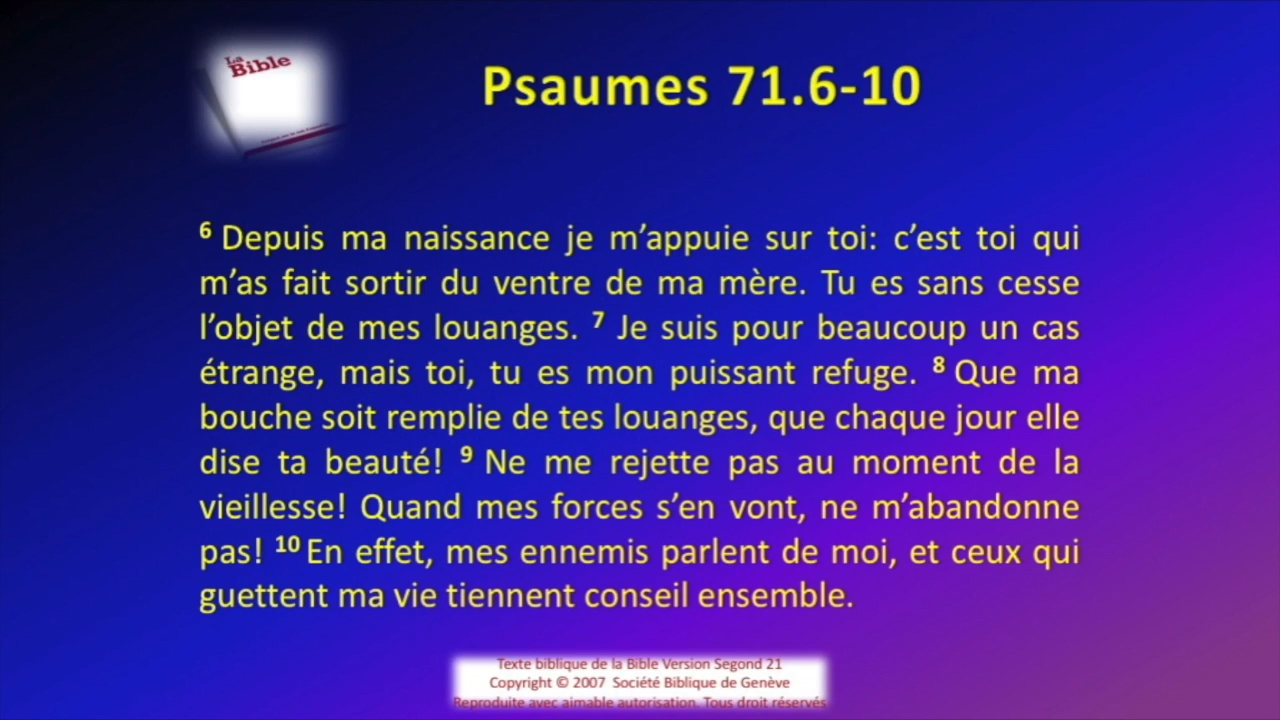 La
Bible
Psaumes 71.6-10
⁶ Depuis ma naissance je m’appuie sur toi: c’est toi qui
m’as fait sortir du ventre de ma mère. Tu es sans cesse
l’objet de mes louanges. ⁷ Je suis pour beaucoup un cas
étrange, mais toi, tu es mon puissant refuge. ⁸ Que ma
bouche soit remplie de tes louanges, que chaque jour elle
dise ta beauté! ⁹ Ne me rejette pas au moment de la
vieillesse! Quand mes forces s’en vont, ne m’abandonne
pas! ¹⁰ En effet, mes ennemis parlent de moi, et ceux qui
guettent ma vie tiennent conseil ensemble.
Texte biblique de la Bible Version Segond 21
Copyright © 2007 Société Biblique de Genève
Reproduite avec aimable autorisation. Tous droit réservés